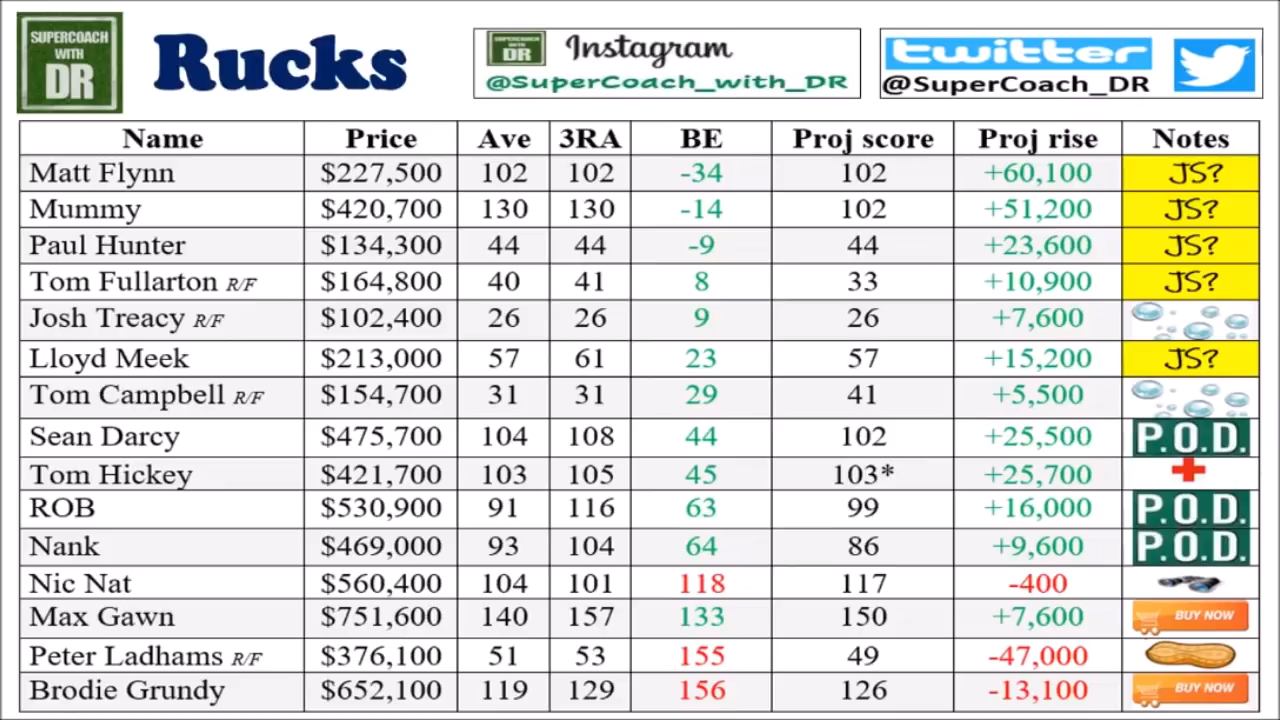 SUPERCOACH
WITH
DR
Rucks
SUPERCOACH
WITH
DR
Instagram
@SuperCoach_with_DR
twitter
@SuperCoach_DR
Name Price Ave 3RA BE Proj score Proj rise Notes
Matt Flynn $227,500 102 102 -34 102 +60,100 JS?
Mummy $420,700 130 130 -14 102 +51,200 JS?
Paul Hunter $134,300 44 44 -9 44 +23,600 JS?
Tom Fullarton R/F $164,800 40 41 8 33 +10,900 JS?
Josh Treacy R/F $102,400 26 26 9 26 +7,600
Lloyd Meek $213,000 57 61 23 57 +15,200 JS?
Tom Campbell R/F $154,700 31 31 29 41 +5,500
Sean Darcy $475,700 104 108 44 102 +25,500 P.O.D.
Tom Hickey $421,700 103 105 45 103* +25,700
ROB $530,900 91 116 63 99 +16,000 P.O.D.
Nank $469,000 93 104 64 86 +9,600 P.O.D.
Nic Nat $560,400 104 101 118 117 -400
Max Gawn $751,600 140 157 133 150 +7,600 BUY NOW
Peter Ladhams R/F $376,100 51 53 155 49 -47,000
Brodie Grundy $652,100 119 129 156 126 -13,100 BUY NOW